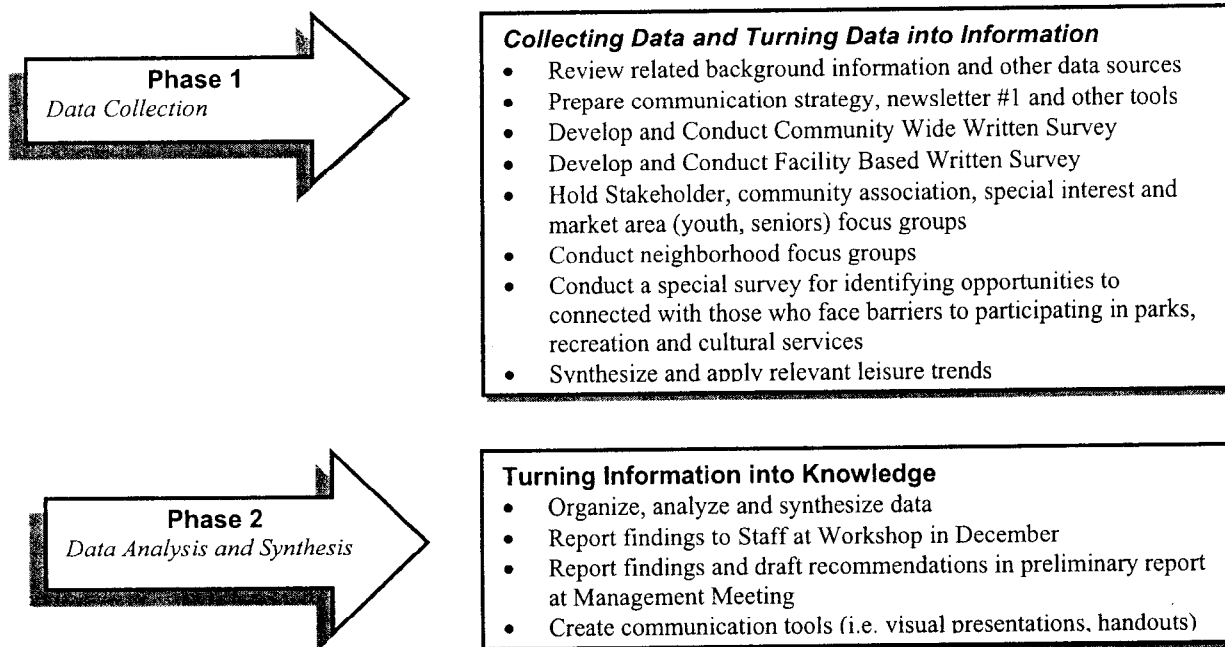 Phase 1
Data Collection
Collecting Data and Turning Data into Information
• Review related background information and other data sources
• Prepare communication strategy, newsletter #1 and other tools
• Develop and Conduct Community Wide Written Survey
• Develop and Conduct Facility Based Written Survey
• Hold Stakeholder, community association, special interest and
market area (youth, seniors) focus groups
• Conduct neighborhood focus groups
• Conduct a special survey for identifying opportunities to
connected with those who face barriers to participating in parks,
recreation and cultural services
• Synthesize and apply relevant leisure trends
Phase 2
Data Analysis and Synthesis
Turning Information into Knowledge
• Organize, analyze and synthesize data
• Report findings to Staff at Workshop in December
• Report findings and draft recommendations in preliminary report
at Management Meeting
• Create communication tools (i.e. visual presentations, handouts)